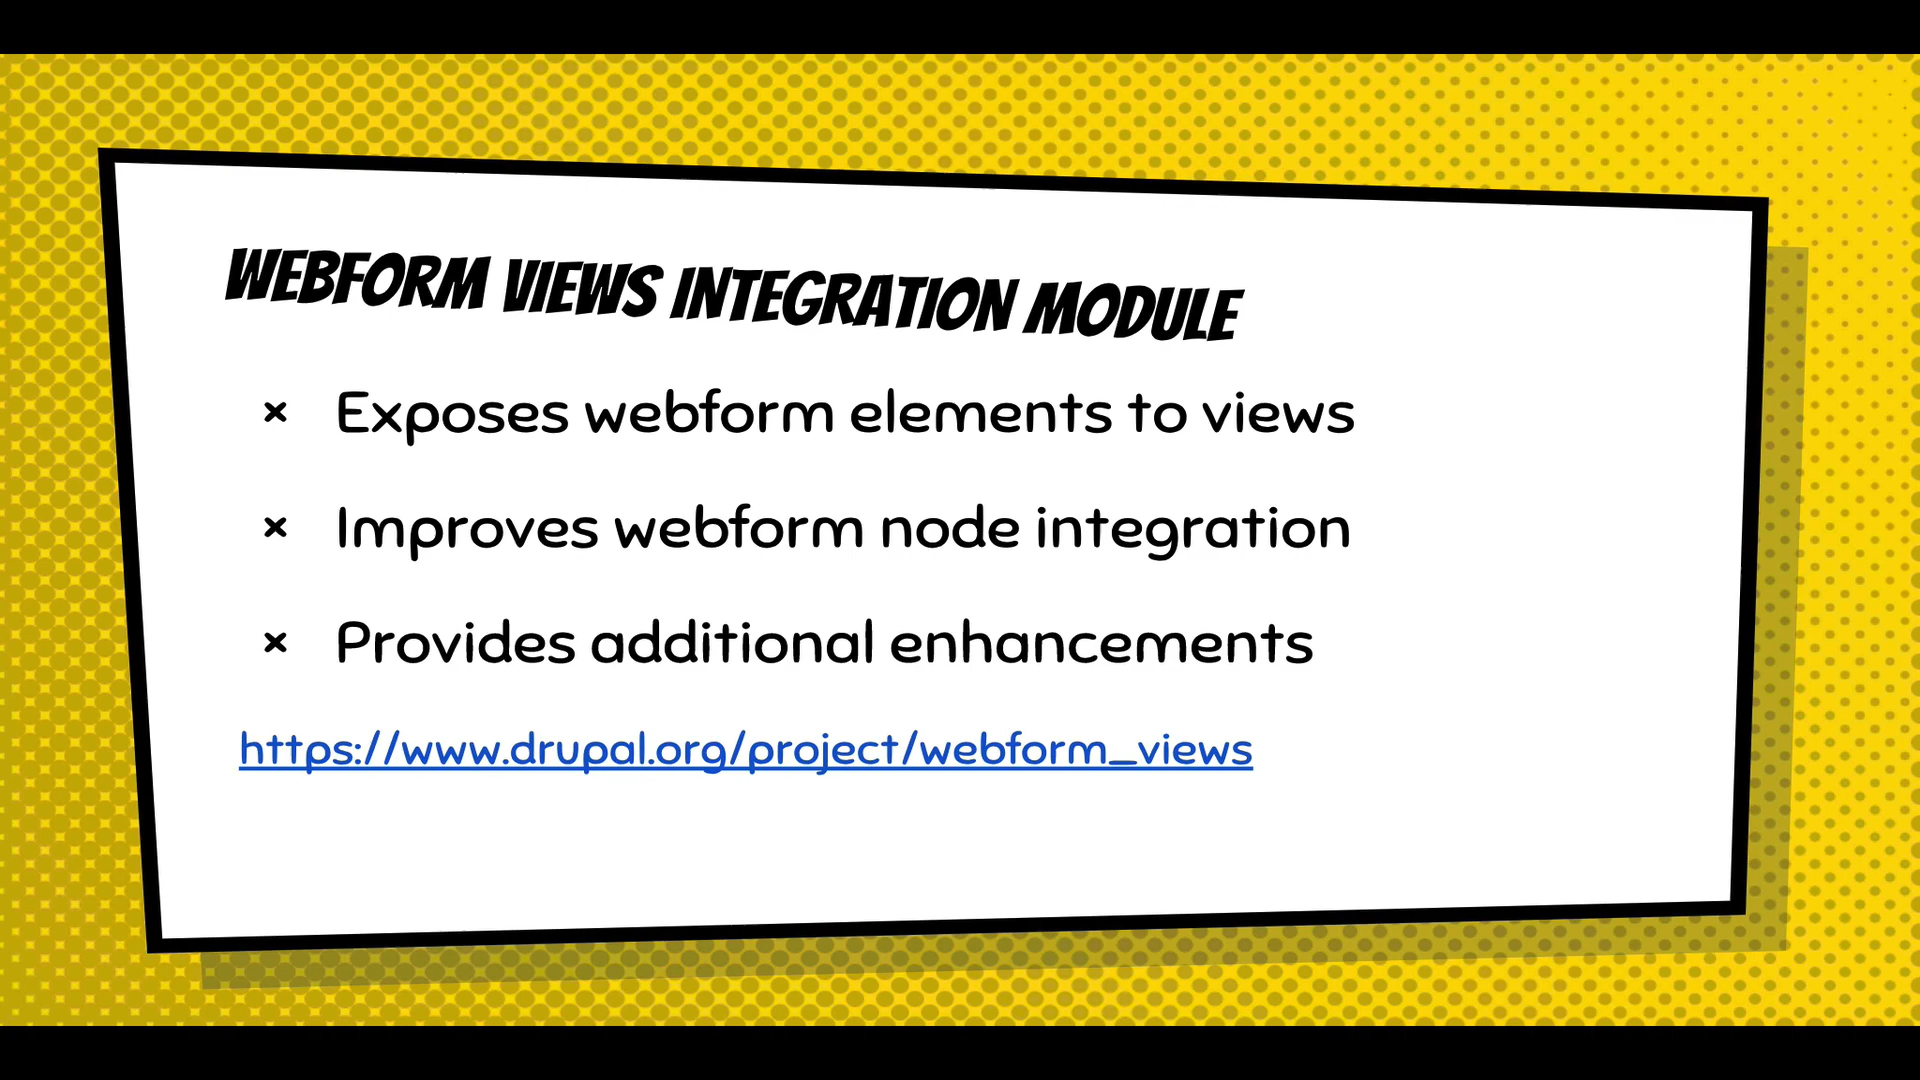 WEBFORM VIEWS INTEGRATION MODULE
× Exposes webform elements to views
× Improves webform node integration
× Provides additional enhancements
https://www.drupal.org/project/webform_views